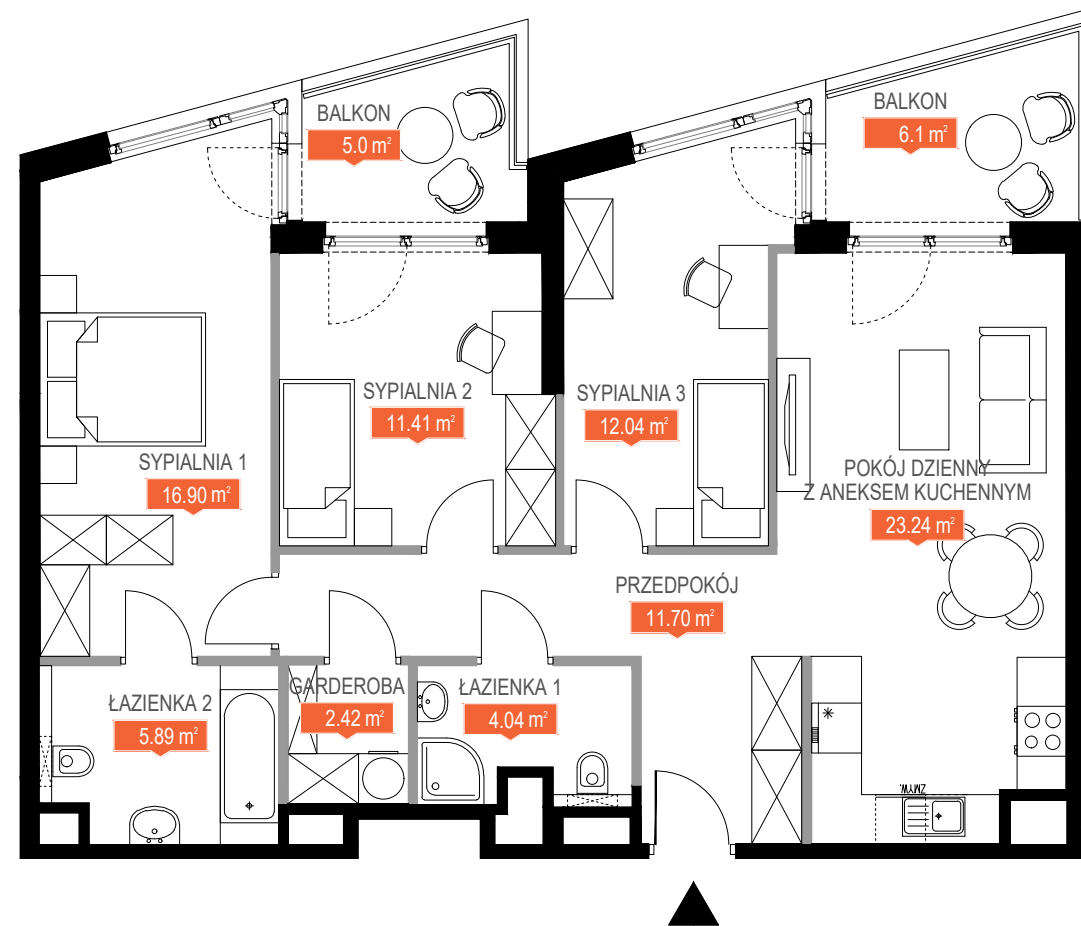 BALKON
5.0 m²
BALKON
6.1 m²
SYPIALNIA 2
11.41 m²
SYPIALNIA 3
12.04 m²
SYPIALNIA 1
16.90 m²
POKÓJ DZIENNY
Z ANEKSEM KUCHENNYM
23.24 m²
PRZEDPOKÓJ
11.70 m²
ŁAZIENKA 2
5.89 m²
GARDEROBA
2.42 m²
ŁAZIENKA 1
4.04 m²
ZMYW.